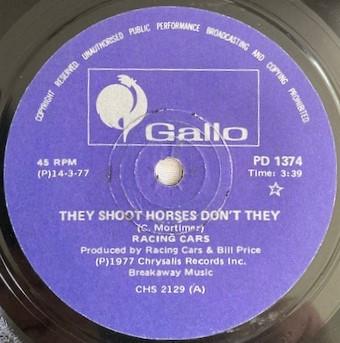 COPYRIGHT RESERVED. UNAUTHORISED PUBLIC PERFORMANCE BROADCASTING AND COPYING PROHIBITED
Gallo
45 RPM
(P)14-3-77
PD 1374
Time: 3:39
THEY SHOOT HORSES DON'T THEY
(C. Mortimer)
RACING CARS
Produced by Racing Cars & Bill Price
(P)1977 Chrysalis Records Inc.
Breakaway Music
CHS 2129 (A)